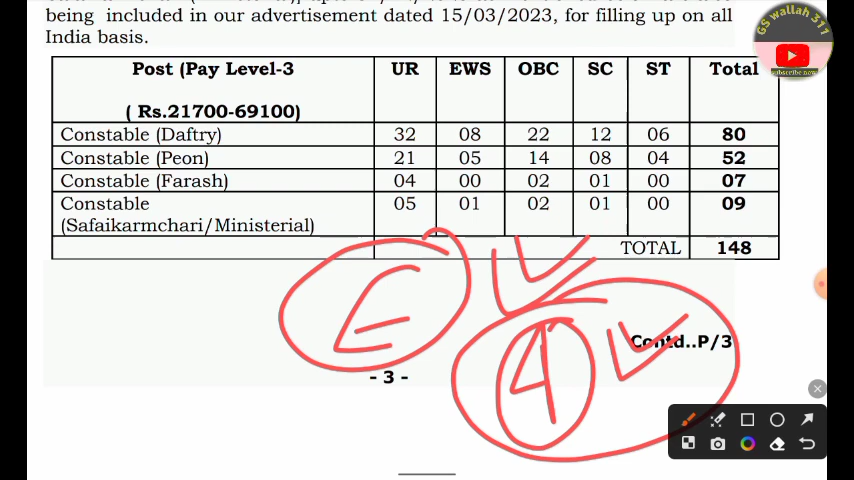 being included in our advertisement dated 15/03/2023, for filling up on all
India basis.
Post (Pay Level-3 UR EWS OBC SC ST Total
( Rs.21700-69100)
Constable (Daftry) 32 08 22 12 06 80
Constable (Peon) 21 05 14 08 04 52
Constable (Farash) 04 00 02 01 00 07
Constable 05 01 02 01 00 09
(Safaikarmchari/Ministerial)
TOTAL 148
Contd..P/3
- 3 -
GS wallah 311
subscribe now